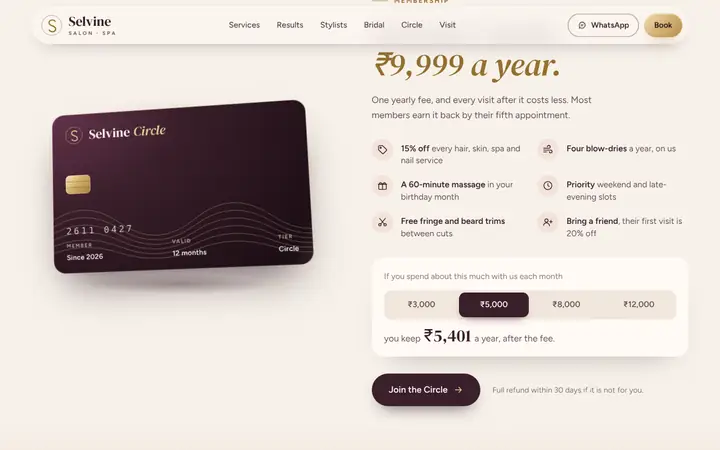 MEMBERSHIP
Selvine
SALON · SPA
Services
Results
Stylists
Bridal
Circle
Visit
WhatsApp
Book
₹9,999 a year.
One yearly fee, and every visit after it costs less. Most
members earn it back by their fifth appointment.
Selvine Circle
2611 0427
MEMBER
Since 2026
VALID
12 months
TIER
Circle
15% off every hair, skin, spa and
nail service
Four blow-dries a year, on us
A 60-minute massage in your
birthday month
Priority weekend and late-
evening slots
Free fringe and beard trims
between cuts
Bring a friend, their first visit is
20% off
If you spend about this much with us each month
₹3,000
₹5,000
₹8,000
₹12,000
you keep ₹5,401 a year, after the fee.
Join the Circle →
Full refund within 30 days if it is not for you.